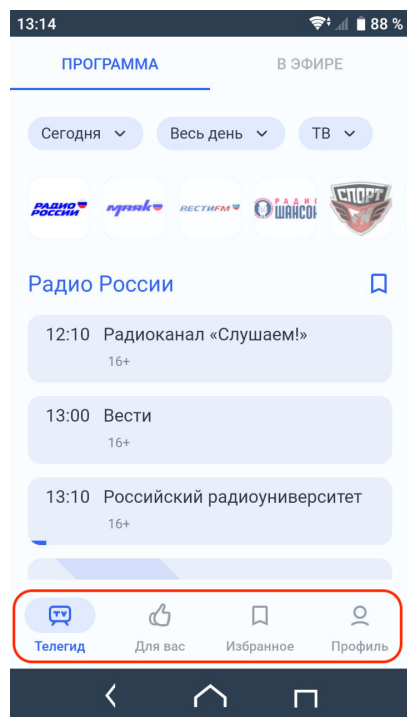 13:14 88 %
ПРОГРАММА В ЭФИРЕ
Сегодня Весь день ТВ
РАДИО РОССИИ маяк ВЕСТИFM РАДИО ШАНСОН СПОРТ
Радио России
12:10 Радиоканал «Слушаем!»
16+
13:00 Вести
16+
13:10 Российский радиоуниверситет
16+
TV
Телегид Для вас Избранное Профиль